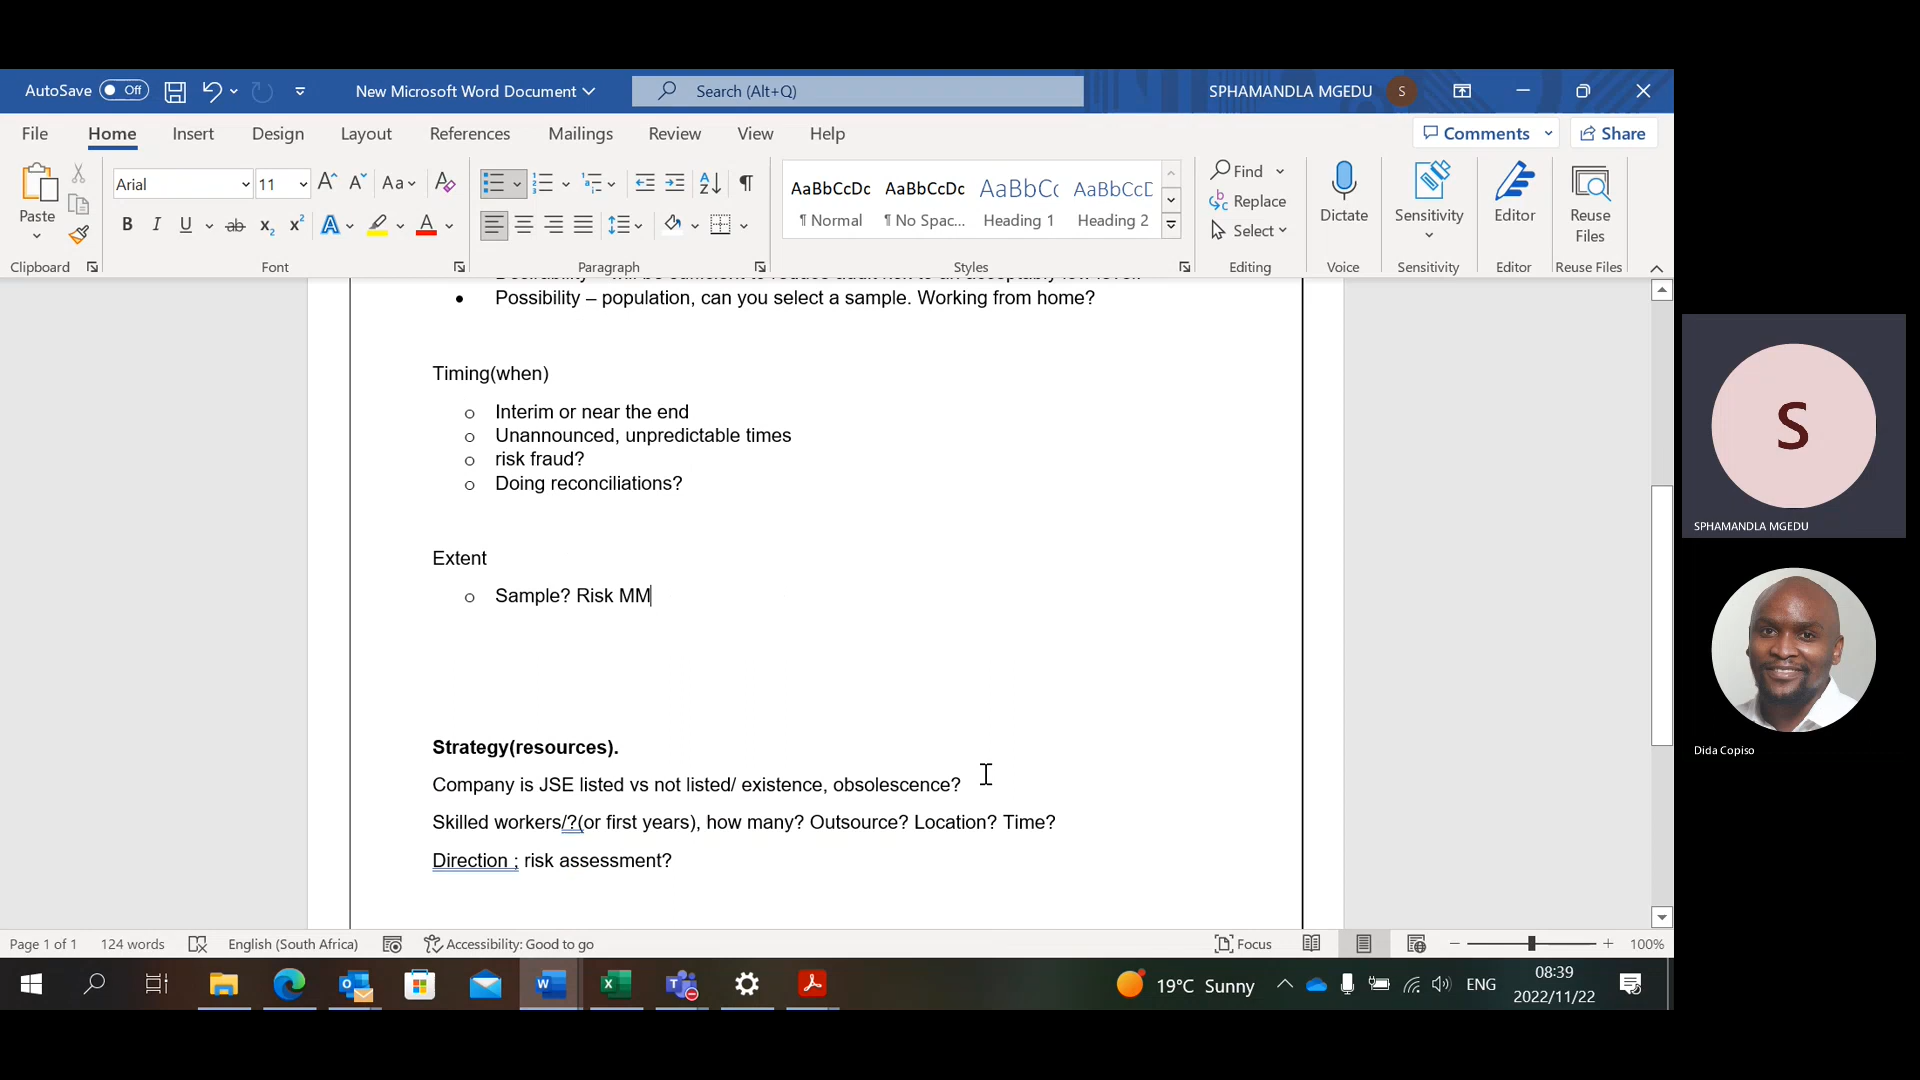 AutoSave Off New Microsoft Word Document Search (Alt+Q) SPHAMANDLA MGEDU S
File Home Insert Design Layout References Mailings Review View Help Comments Share
Paste
Arial 11 Aa
B I U ab x₂ x² A A
AaBbCcDc AaBbCcDc AaBbCc AaBbCcE
¶ Normal ¶ No Spac... Heading 1 Heading 2
Find
Replace
Select
Dictate
Sensitivity
Editor
Reuse
Files
Clipboard Font Paragraph Styles Editing Voice Sensitivity Editor Reuse Files
• Possibility – population, can you select a sample. Working from home?
Timing(when)
o Interim or near the end
o Unannounced, unpredictable times
o risk fraud?
o Doing reconciliations?
Extent
o Sample? Risk MM
Strategy(resources).
Company is JSE listed vs not listed/ existence, obsolescence?
Skilled workers/?(or first years), how many? Outsource? Location? Time?
Direction ; risk assessment?
Page 1 of 1 124 words English (South Africa) Accessibility: Good to go Focus 100%
19°C Sunny ENG
08:39
2022/11/22
S
SPHAMANDLA MGEDU
Dida Copiso